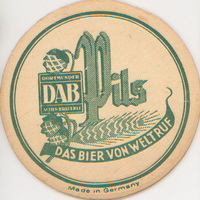 DORTMUNDER
DAB
ACTIEN-BRAUEREI
Pils
DAS BIER VON WELTRUF
Made in Germany